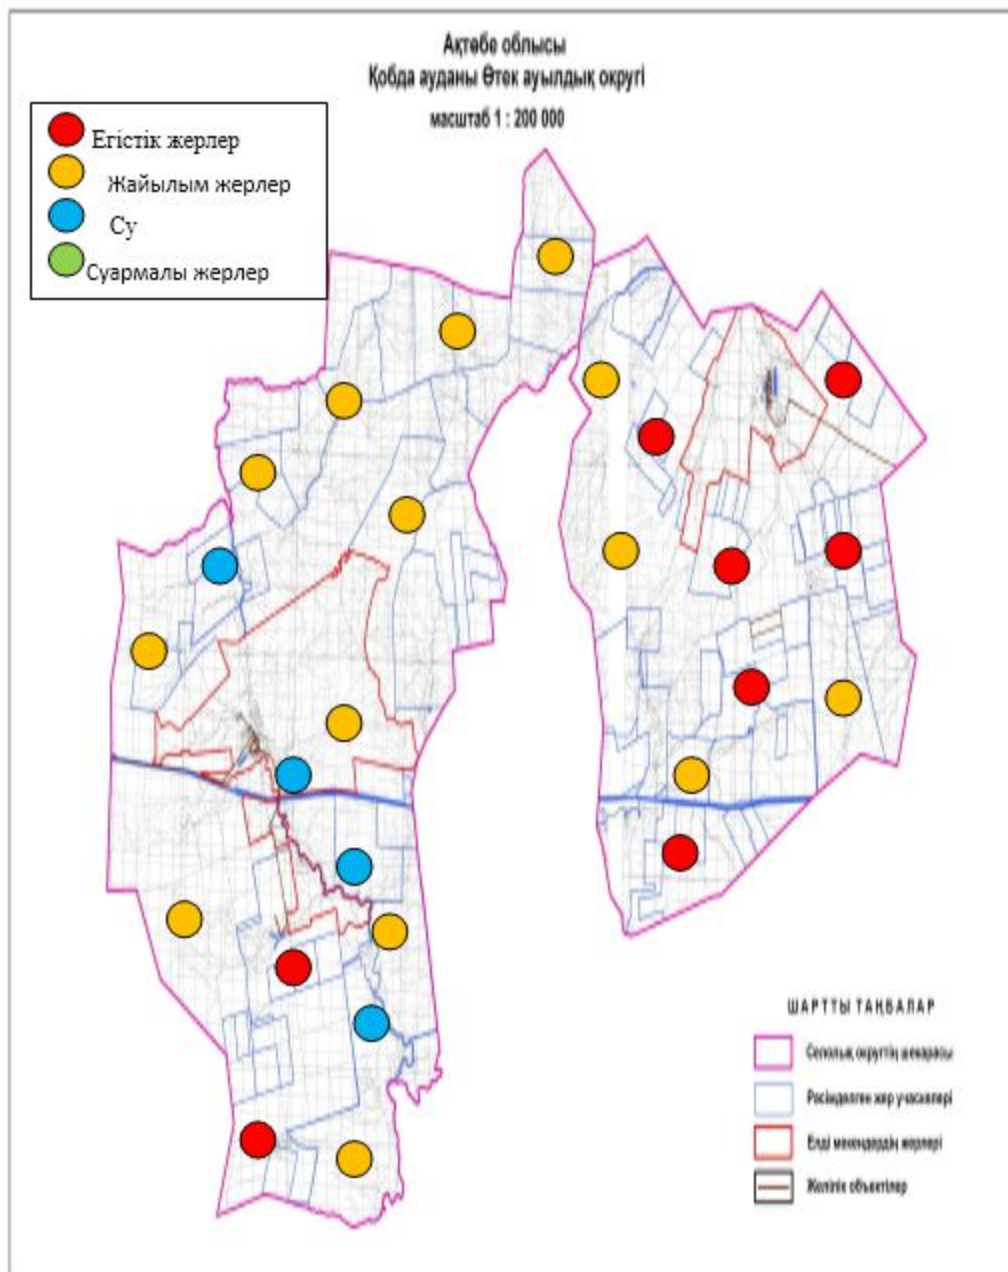 Ақтөбе облысы
Қобда ауданы Өтек ауылдық округі
масштаб 1 : 200 000
Егістік жерлер
Жайылым жерлер
Су
Суармалы жерлер
ШАРТТЫ ТАҢБАЛАР
Селолық округтің шекарасы
Рәсімделген жер учаскелері
Елді мекендердің жерлері
Желілік объектілер